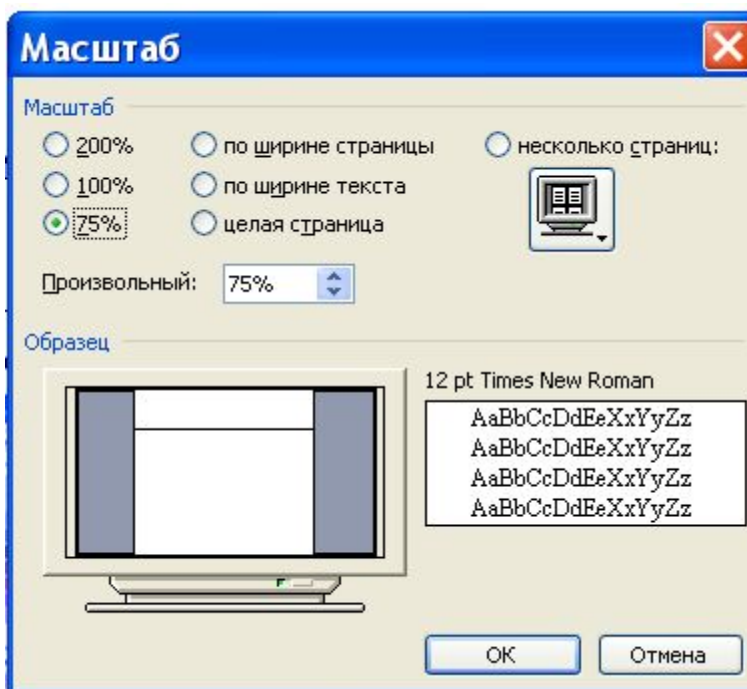 Масштаб
Масштаб
200% по ширине страницы несколько страниц:
100% по ширине текста
75% целая страница
Произвольный: 75%
Образец
12 pt Times New Roman
AaBbCcDdEeXxYyZz
AaBbCcDdEeXxYyZz
AaBbCcDdEeXxYyZz
AaBbCcDdEeXxYyZz
ОК Отмена